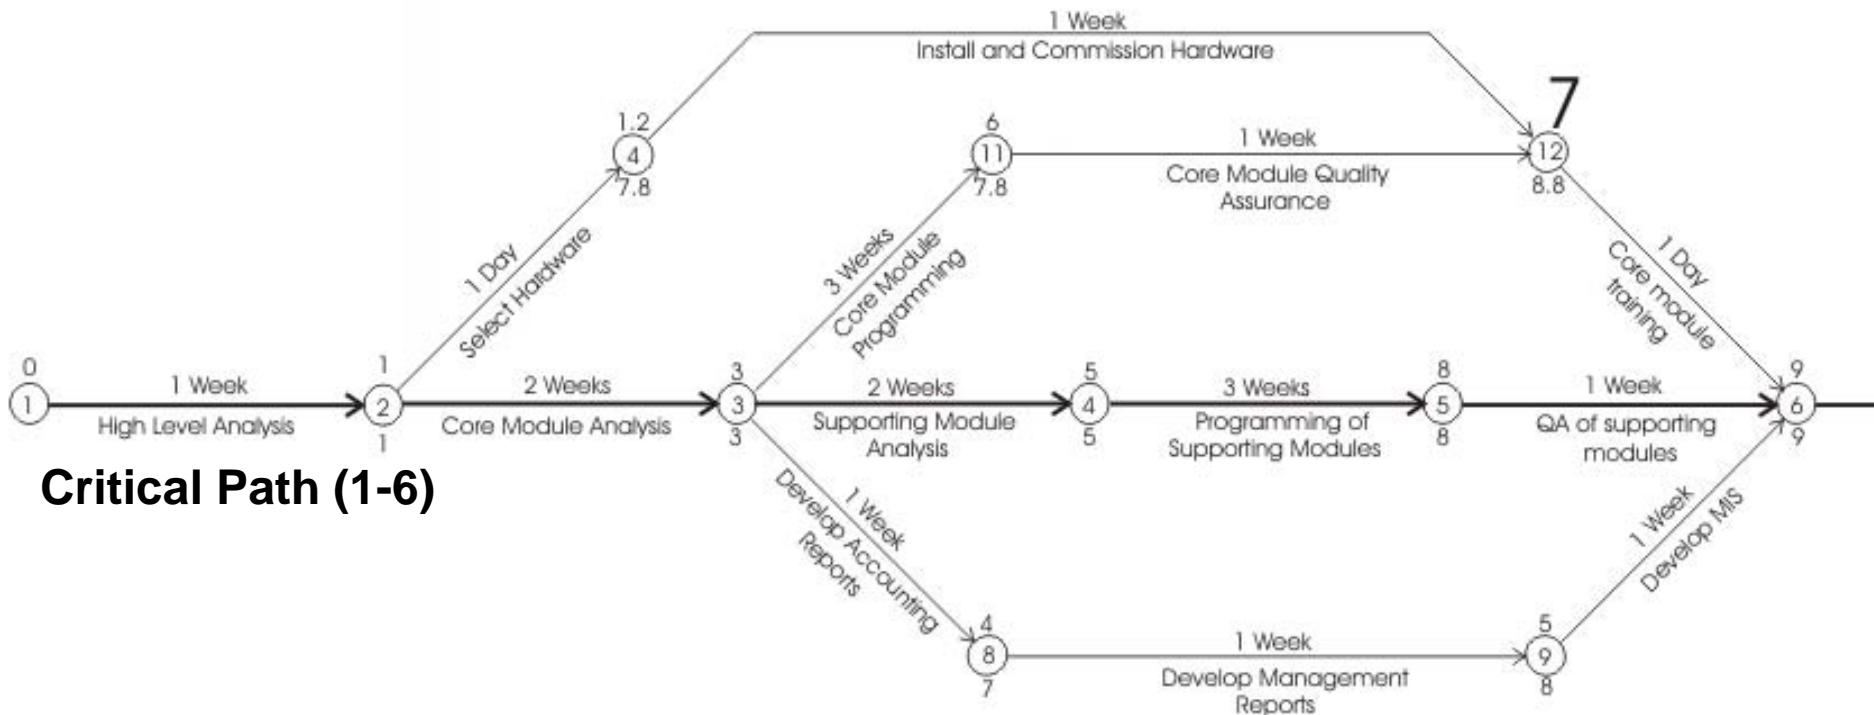 1 Week
Install and Commission Hardware
7
1.2
4
7.8
6
11
7.8
1 Week
Core Module Quality
Assurance
12
8.8
1 Day
Select Hardware
3 Weeks
Core Module
Programming
1 Day
Core module
training
0
1
1 Week
High Level Analysis
1
2
1
2 Weeks
Core Module Analysis
3
3
3
2 Weeks
Supporting Module
Analysis
5
4
5
3 Weeks
Programming of
Supporting Modules
8
5
8
1 Week
QA of supporting
modules
9
6
9
Critical Path (1-6)
1 Week
Develop Accounting
Reports
1 Week
Develop MIS
4
8
7
1 Week
Develop Management
Reports
5
9
8